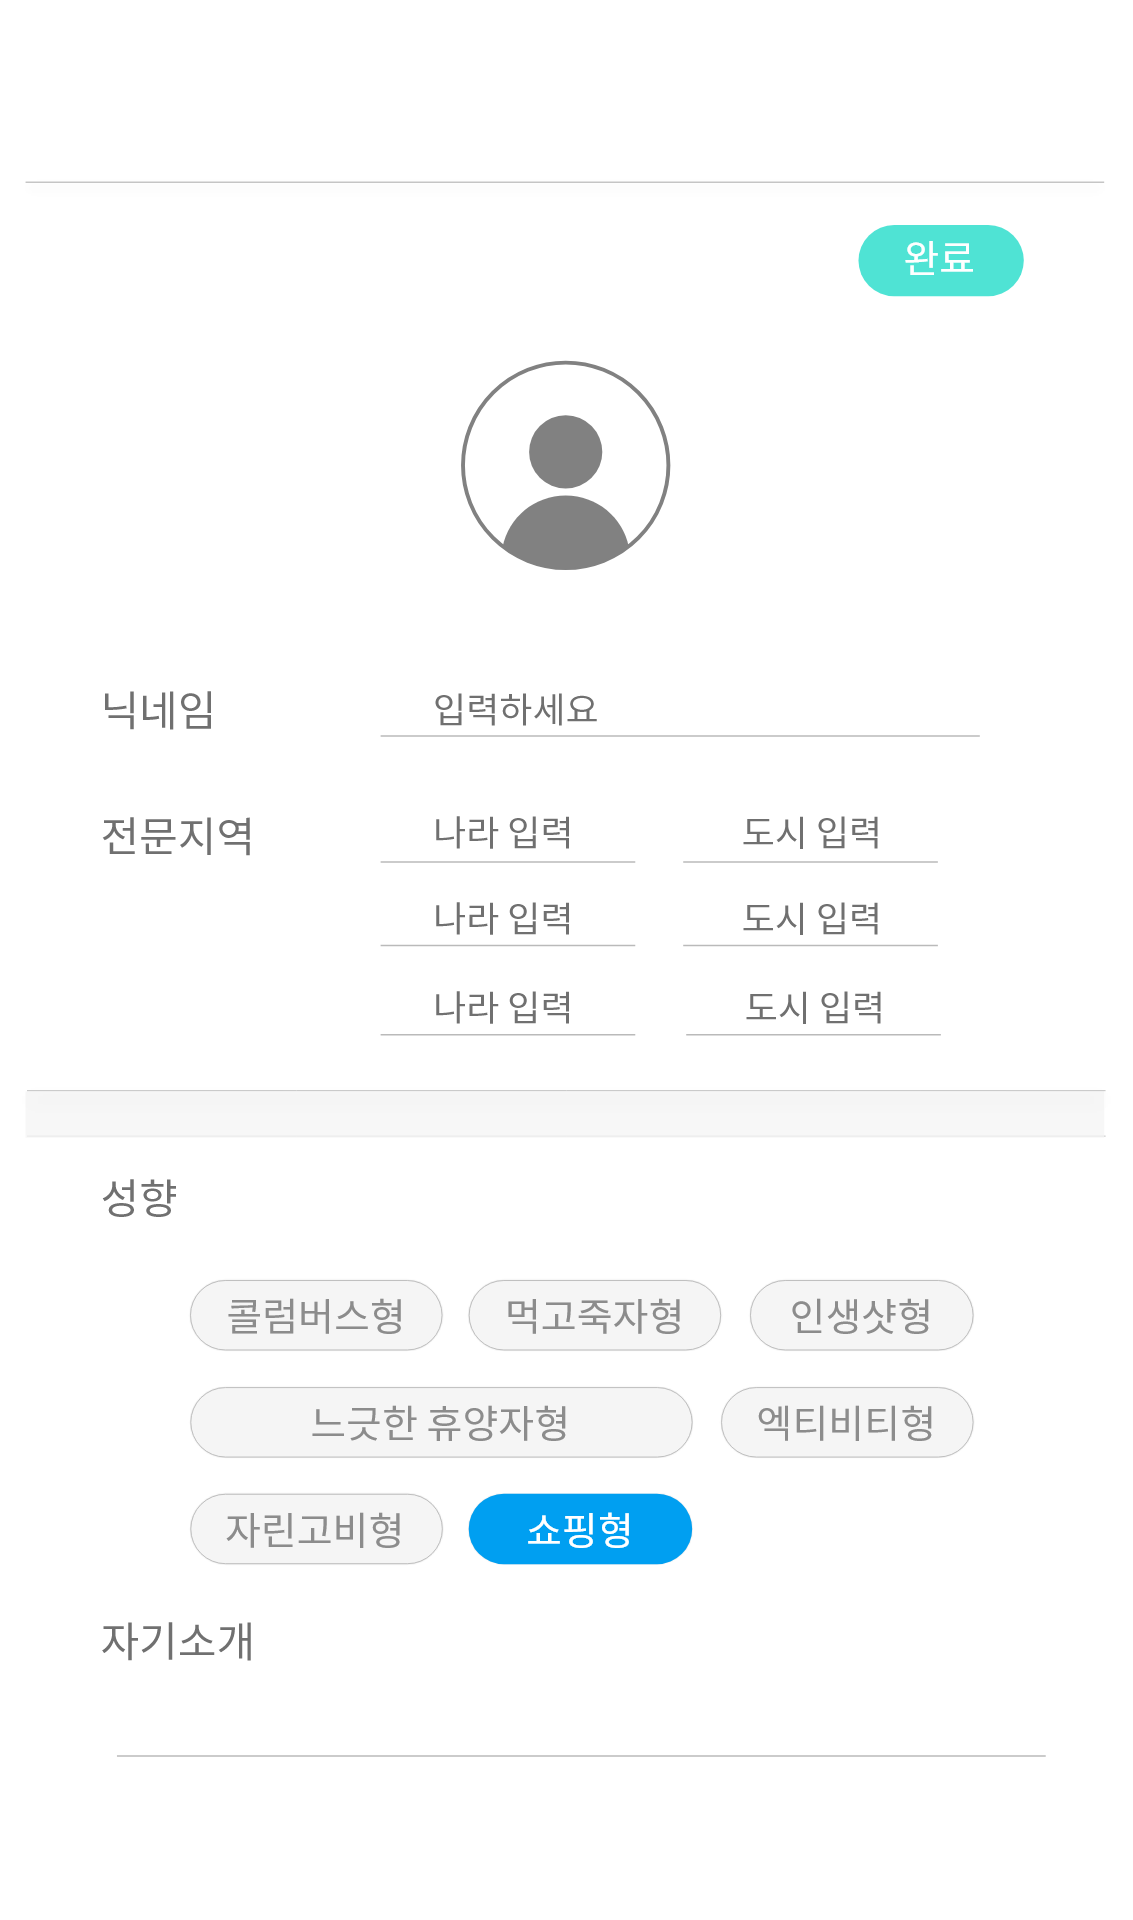 완료
닉네임 입력하세요
전문지역 나라 입력 도시 입력
나라 입력 도시 입력
나라 입력 도시 입력
성향
콜럼버스형 먹고죽자형 인생샷형
느긋한 휴양자형 엑티비티형
자린고비형 쇼핑형
자기소개